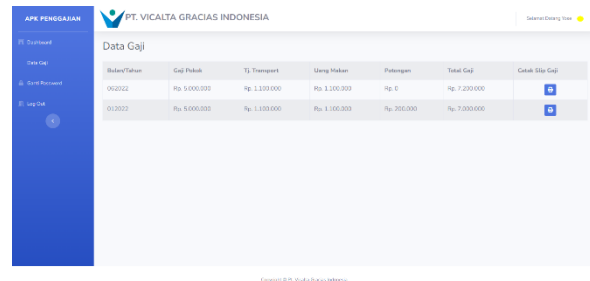 APK PENGGAJIAN
PT. VICALTA GRACIAS INDONESIA
Selamat Datang
Dashboard
Data Gaji
Ganti Password
Log Out
Data Gaji
Bulan/Tahun Gaji Pokok Tj. Transport Uang Makan Potongan Total Gaji Cetak Slip Gaji
062022 Rp. 5.000.000 Rp. 1.100.000 Rp. 1.100.000 Rp. 0 Rp. 7.200.000
012022 Rp. 5.000.000 Rp. 1.100.000 Rp. 1.100.000 Rp. 200.000 Rp. 7.000.000